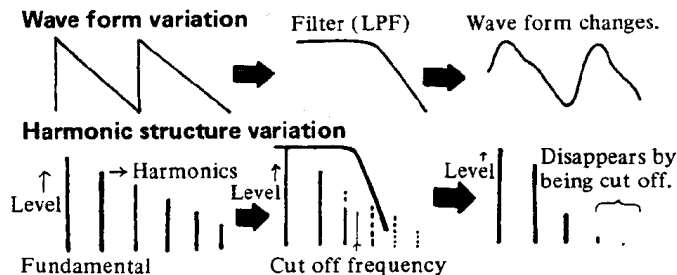 Wave form variation
Filter (LPF)
Wave form changes.
Harmonic structure variation
→ Harmonics
↑
Level
Fundamental
↑
Level
Cut off frequency
↑
Level
Disappears by
being cut off.